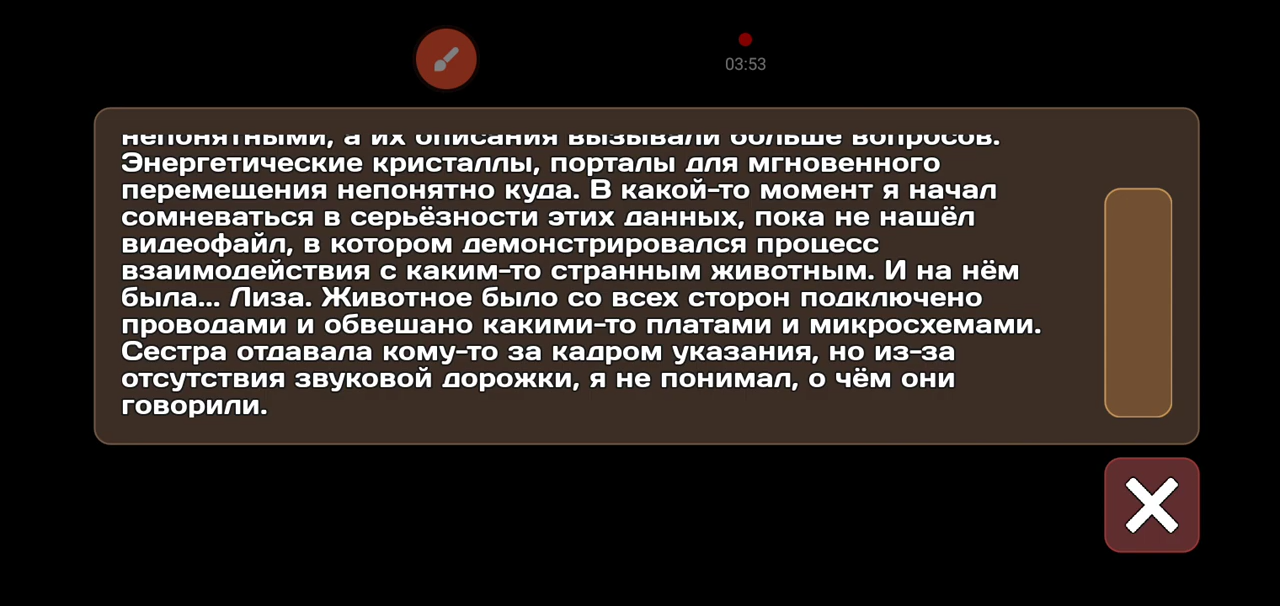 03:53
непонятными, а их описания вызывали больше вопросов.
Энергетические кристаллы, порталы для мгновенного
перемещения непонятно куда. В какой-то момент я начал
сомневаться в серьёзности этих данных, пока не нашёл
видеофайл, в котором демонстрировался процесс
взаимодействия с каким-то странным животным. И на нём
была... Лиза. Животное было со всех сторон подключено
проводами и обвешано какими-то платами и микросхемами.
Сестра отдавала кому-то за кадром указания, но из-за
отсутствия звуковой дорожки, я не понимал, о чём они
говорили.